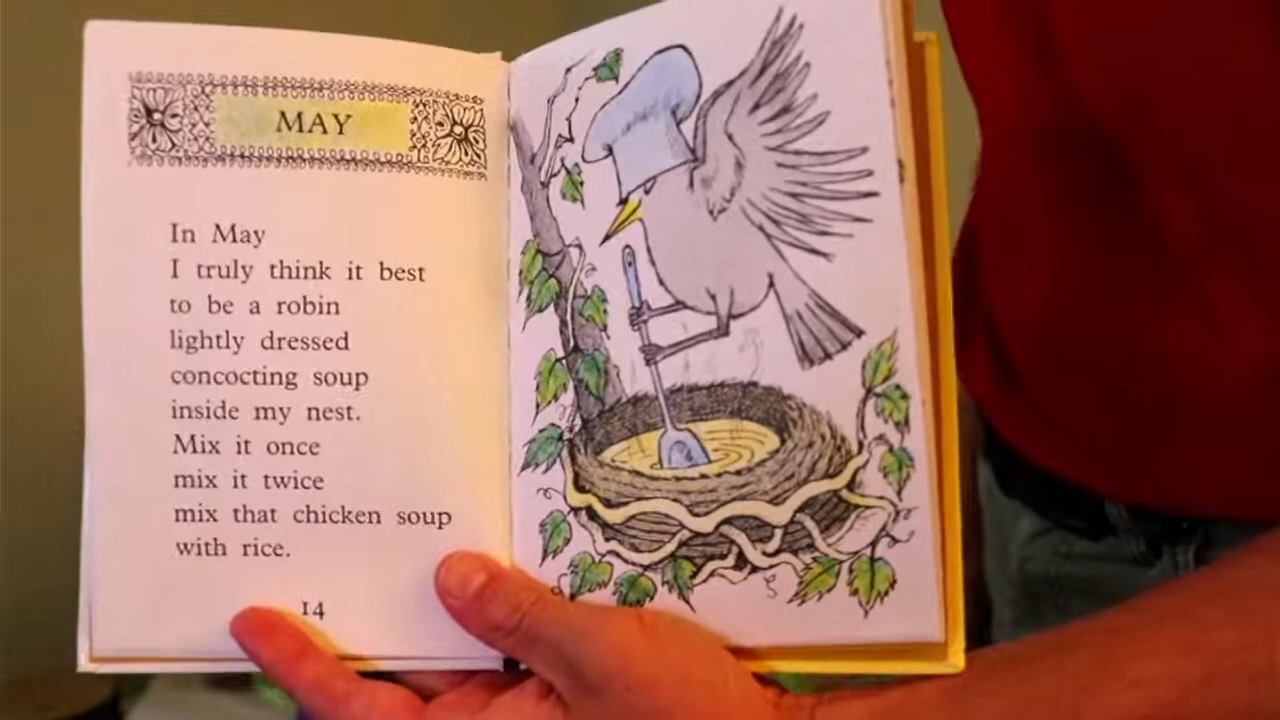 MAY
In May
I truly think it best
to be a robin
lightly dressed
concocting soup
inside my nest.
Mix it once
mix it twice
mix that chicken soup
with rice.
14